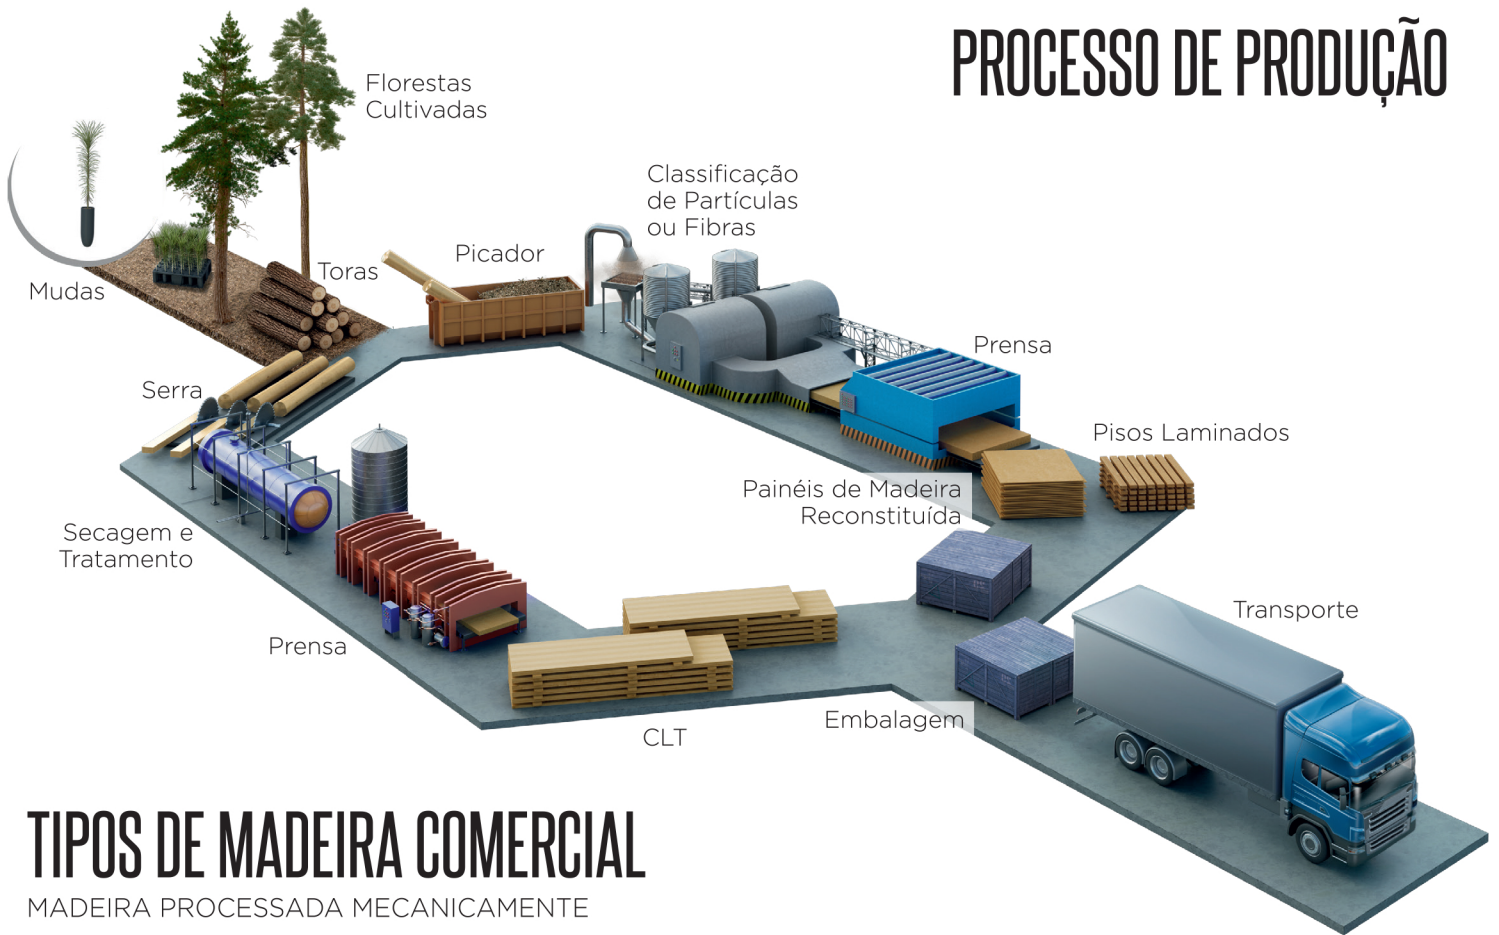 PROCESSO DE PRODUÇÃO
Florestas
Cultivadas
Mudas
Toras
Picador
Classificação
de Partículas
ou Fibras
Prensa
Pisos Laminados
Painéis de Madeira
Reconstituída
Serra
Secagem e
Tratamento
Prensa
CLT
Embalagem
Transporte
TIPOS DE MADEIRA COMERCIAL
MADEIRA PROCESSADA MECANICAMENTE